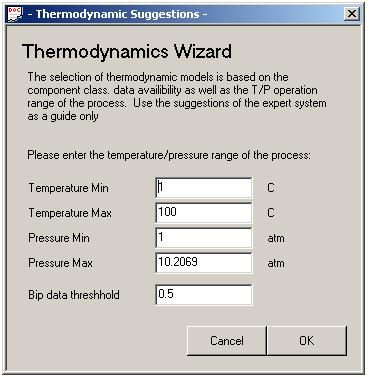 DOC
- Thermodynamic Suggestions -
Thermodynamics Wizard
The selection of thermodynamic models is based on the
component class. data availibility as well as the T/P operation
range of the process. Use the suggestions of the expert system
as a guide only
Please enter the temperature/pressure range of the process:
Temperature Min 1 C
Temperature Max 100 C
Pressure Min 1 atm
Pressure Max 10.2069 atm
Bip data threshhold 0.5
Cancel OK